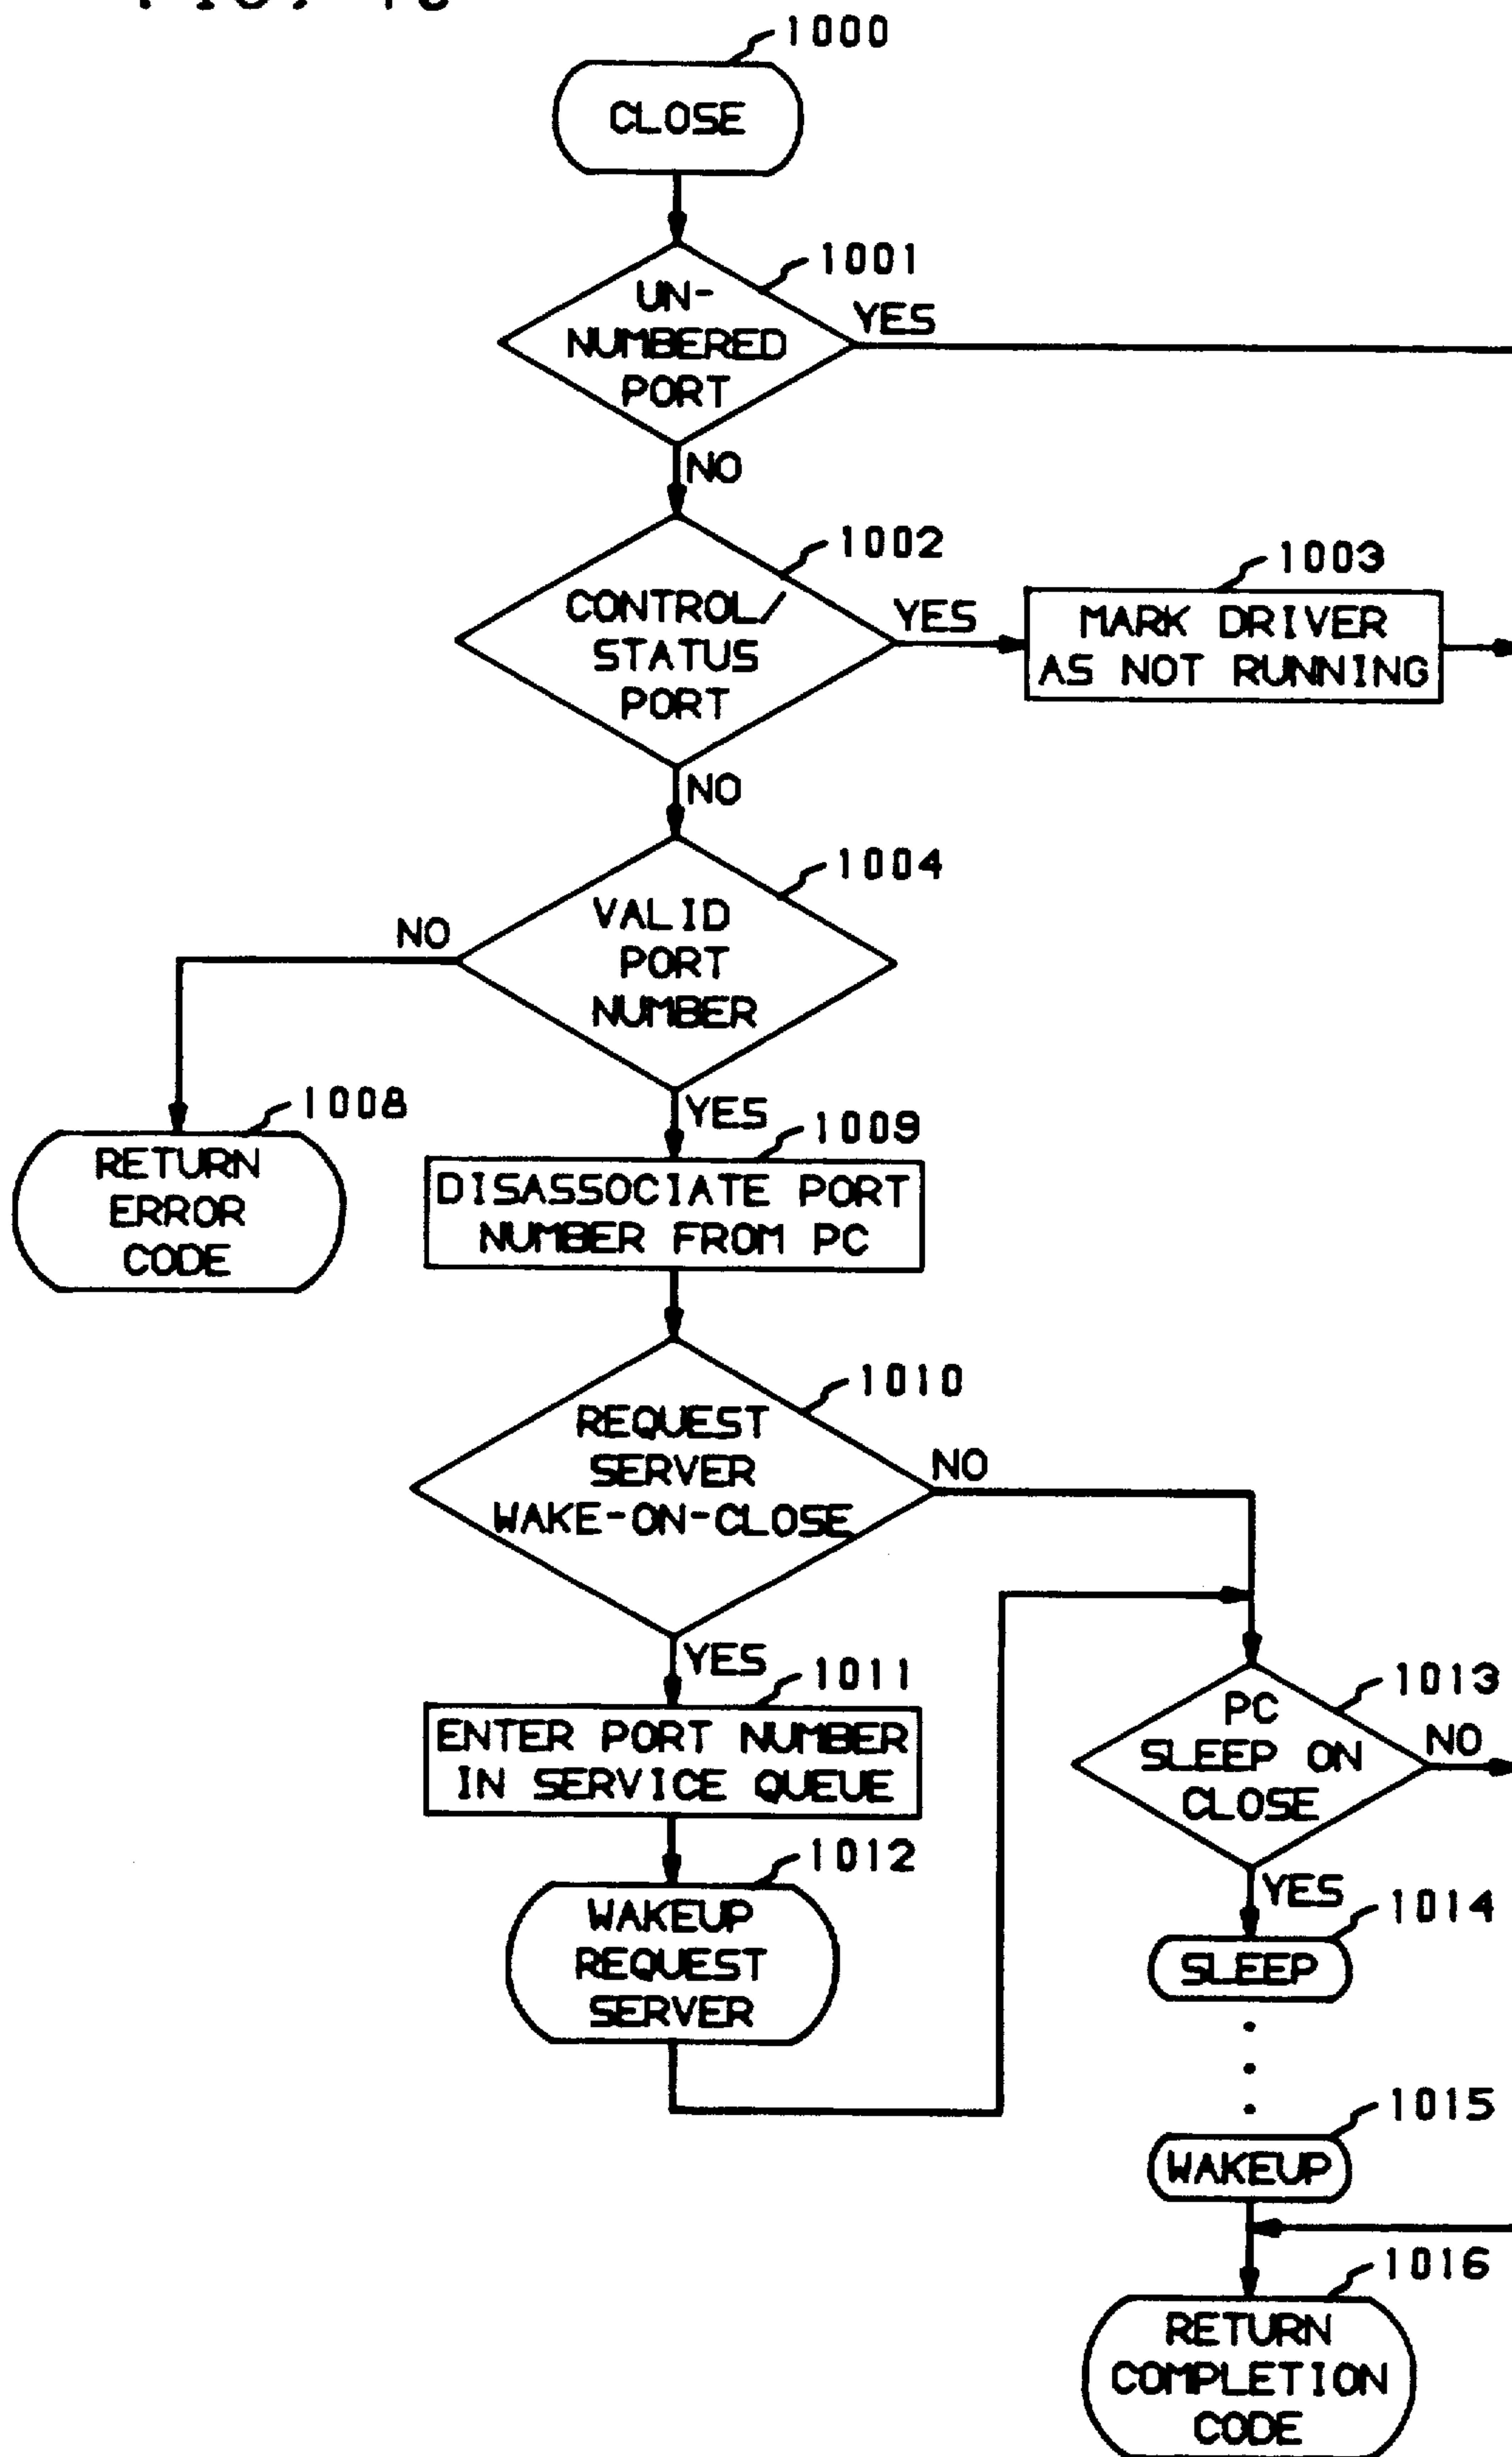 1000
CLOSE
1001
UN-
NUMBERED
PORT
YES
NO
1002
CONTROL/
STATUS
PORT
YES
1003
MARK DRIVER
AS NOT RUNNING
NO
1004
VALID
PORT
NUMBER
NO
1008
RETURN
ERROR
CODE
YES
1009
DISASSOCIATE PORT
NUMBER FROM PC
1010
REQUEST
SERVER
WAKE-ON-CLOSE
NO
YES
1011
ENTER PORT NUMBER
IN SERVICE QUEUE
1012
WAKEUP
REQUEST
SERVER
1013
PC
SLEEP ON
CLOSE
NO
YES
1014
SLEEP
1015
WAKEUP
1016
RETURN
COMPLETION
CODE